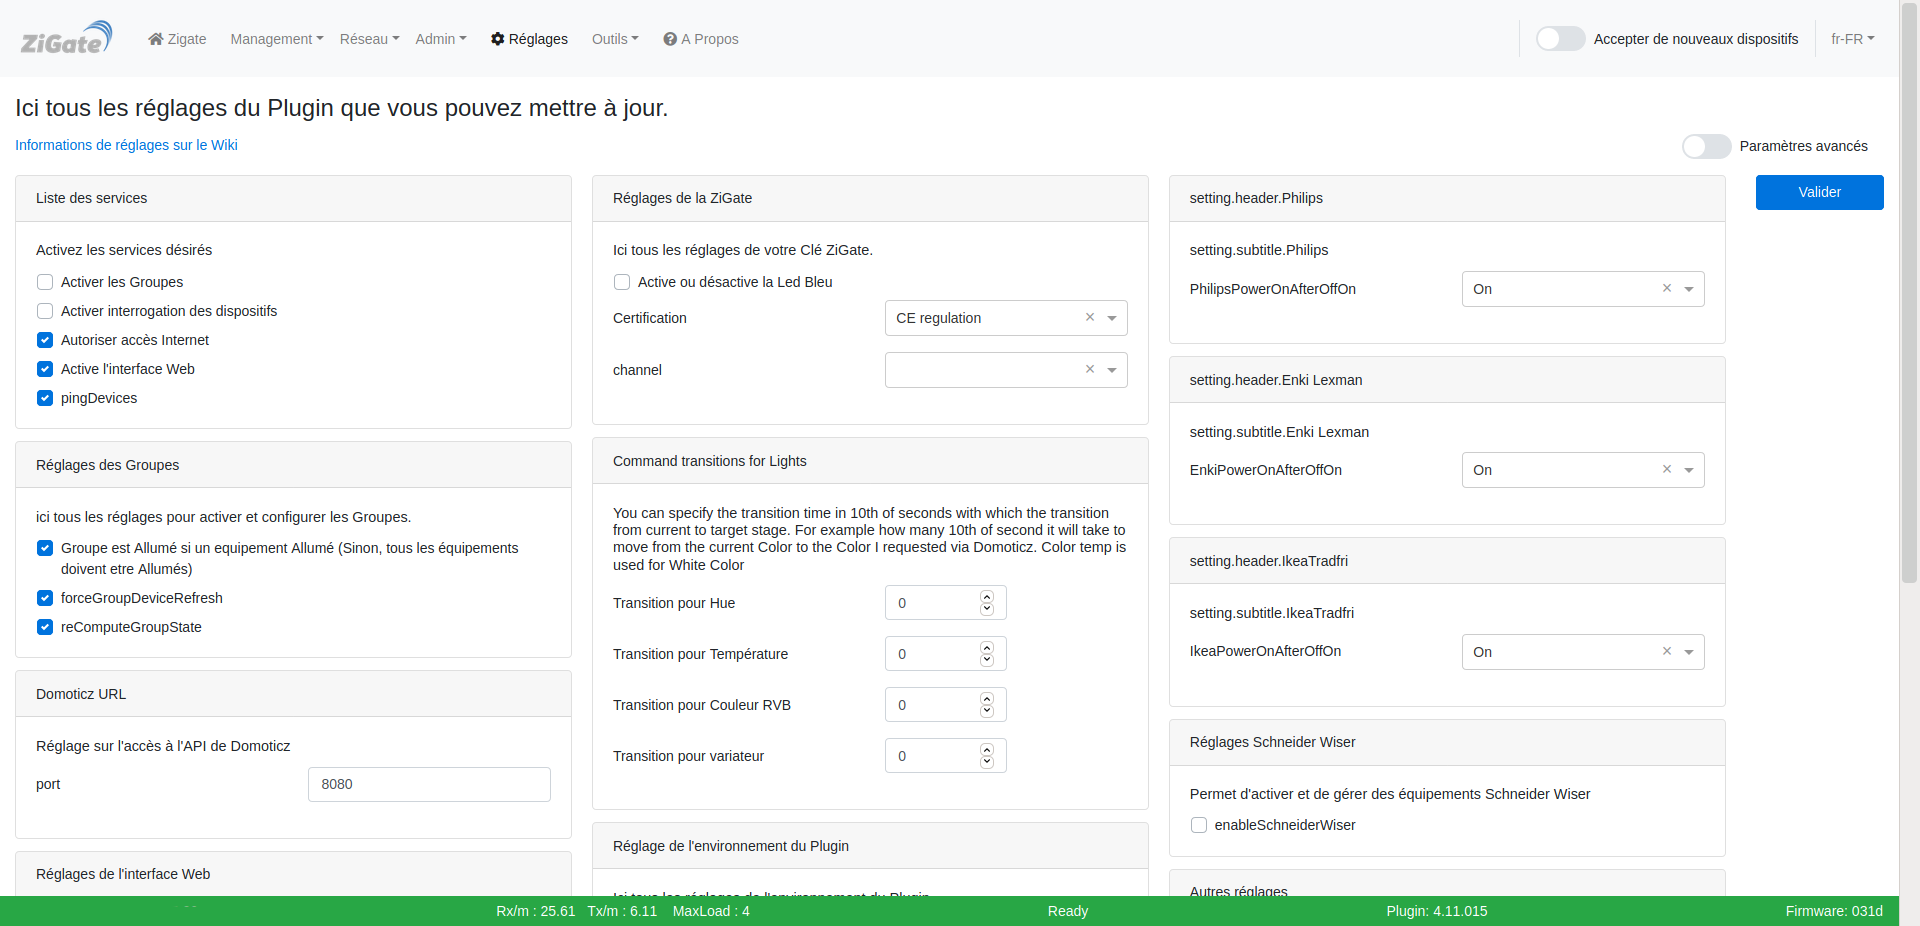 ZiGate
Zigate
Management
Réseau
Admin
Réglages
Outils
A Propos
Accepter de nouveaux dispositifs
fr-FR
Ici tous les réglages du Plugin que vous pouvez mettre à jour.
Informations de réglages sur le Wiki
Paramètres avancés
Liste des services
Activez les services désirés
Activer les Groupes
Activer interrogation des dispositifs
Autoriser accès Internet
Active l'interface Web
pingDevices
Réglages des Groupes
ici tous les réglages pour activer et configurer les Groupes.
Groupe est Allumé si un equipement Allumé (Sinon, tous les équipements
doivent etre Allumés)
forceGroupDeviceRefresh
reComputeGroupState
Domoticz URL
Réglage sur l'accès à l'API de Domoticz
port
8080
Réglages de l'interface Web
Réglages de la ZiGate
Ici tous les réglages de votre Clé ZiGate.
Active ou désactive la Led Bleu
Certification
CE regulation
channel
Command transitions for Lights
You can specify the transition time in 10th of seconds with which the transition
from current to target stage. For example how many 10th of second it will take to
move from the current Color to the Color I requested via Domoticz. Color temp is
used for White Color
Transition pour Hue
0
Transition pour Température
0
Transition pour Couleur RVB
0
Transition pour variateur
0
Réglage de l'environnement du Plugin
Ici tous les réglages de l'environnement du Plugin
setting.header.Philips
setting.subtitle.Philips
PhilipsPowerOnAfterOffOn
On
setting.header.Enki Lexman
setting.subtitle.Enki Lexman
EnkiPowerOnAfterOffOn
On
setting.header.IkeaTradfri
setting.subtitle.IkeaTradfri
IkeaPowerOnAfterOffOn
On
Réglages Schneider Wiser
Permet d'activer et de gérer des équipements Schneider Wiser
enableSchneiderWiser
Autres réglages
Valider
Rx/m : 25.61
Tx/m : 6.11
MaxLoad : 4
Ready
Plugin: 4.11.015
Firmware: 031d